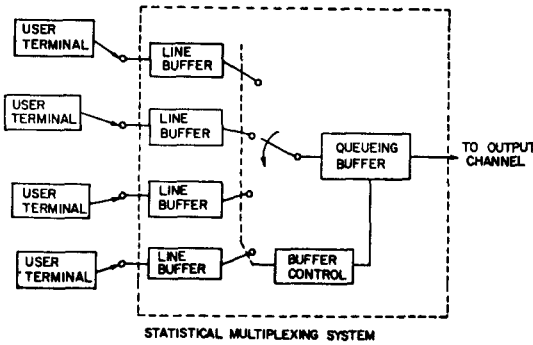 USER
TERMINAL
LINE
BUFFER
USER
TERMINAL
LINE
BUFFER
QUEUEING
BUFFER
TO OUTPUT
CHANNEL
USER
TERMINAL
LINE
BUFFER
USER
TERMINAL
LINE
BUFFER
BUFFER
CONTROL
STATISTICAL MULTIPLEXING SYSTEM